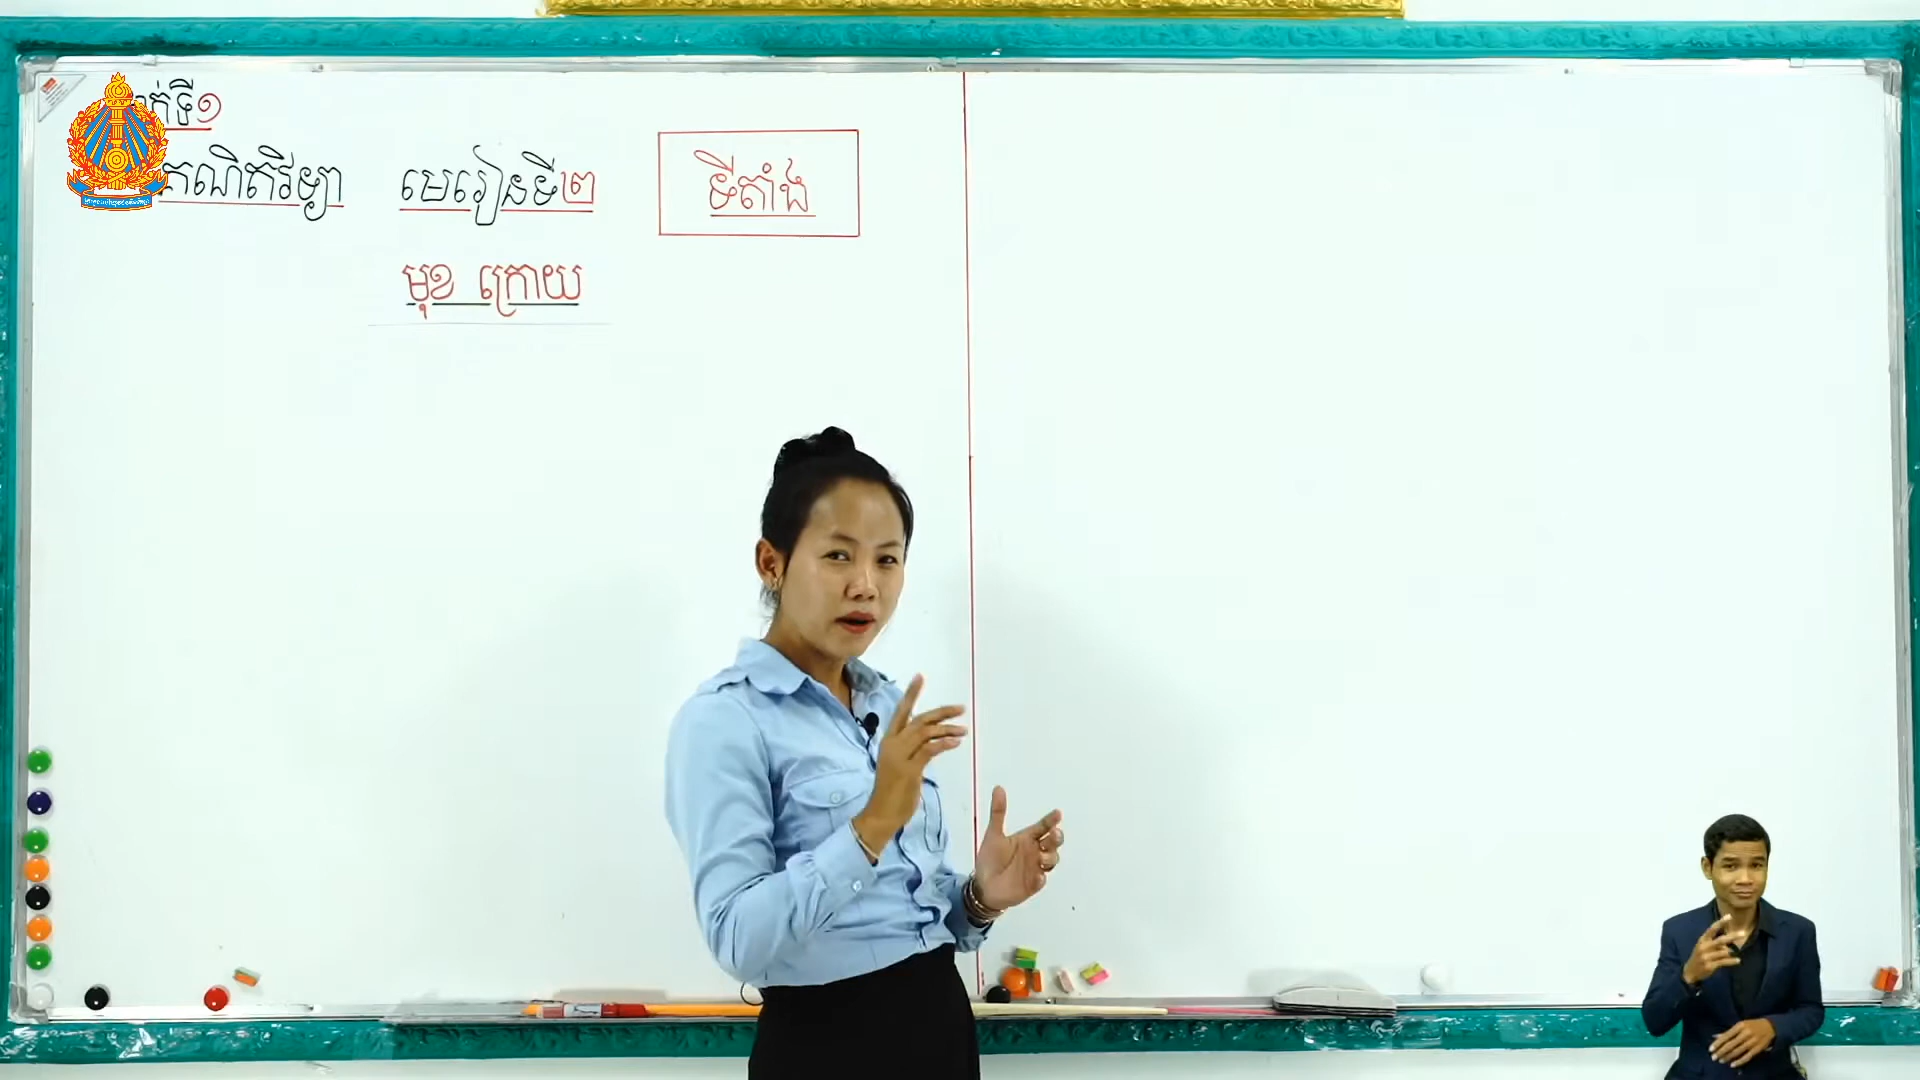 ទី១
គណិតវិទ្យា មេរៀនទី២ ទីតាំង
មុខ ក្រោយ